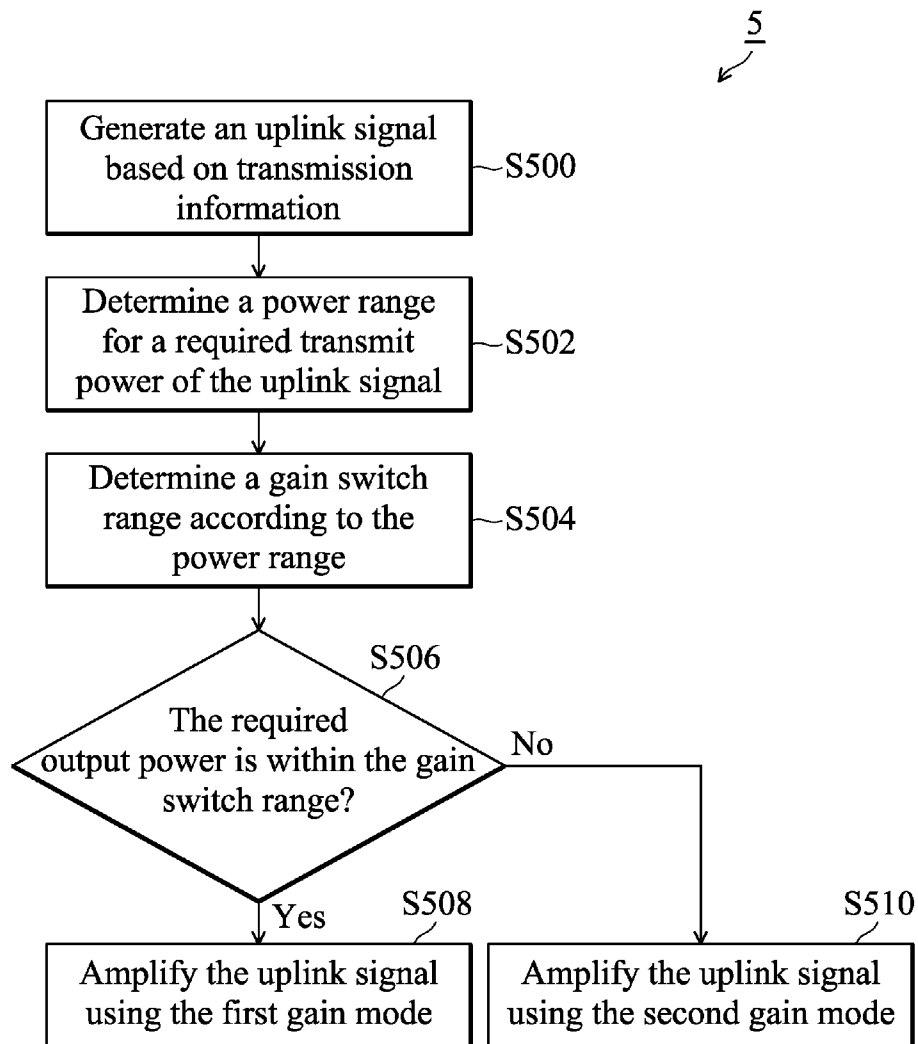 5
Generate an uplink signal
based on transmission
information
S500
Determine a power range
for a required transmit
power of the uplink signal
S502
Determine a gain switch
range according to the
power range
S504
S506
The required
output power is within the gain
switch range?
No
Yes
S508
Amplify the uplink signal
using the first gain mode
S510
Amplify the uplink signal
using the second gain mode